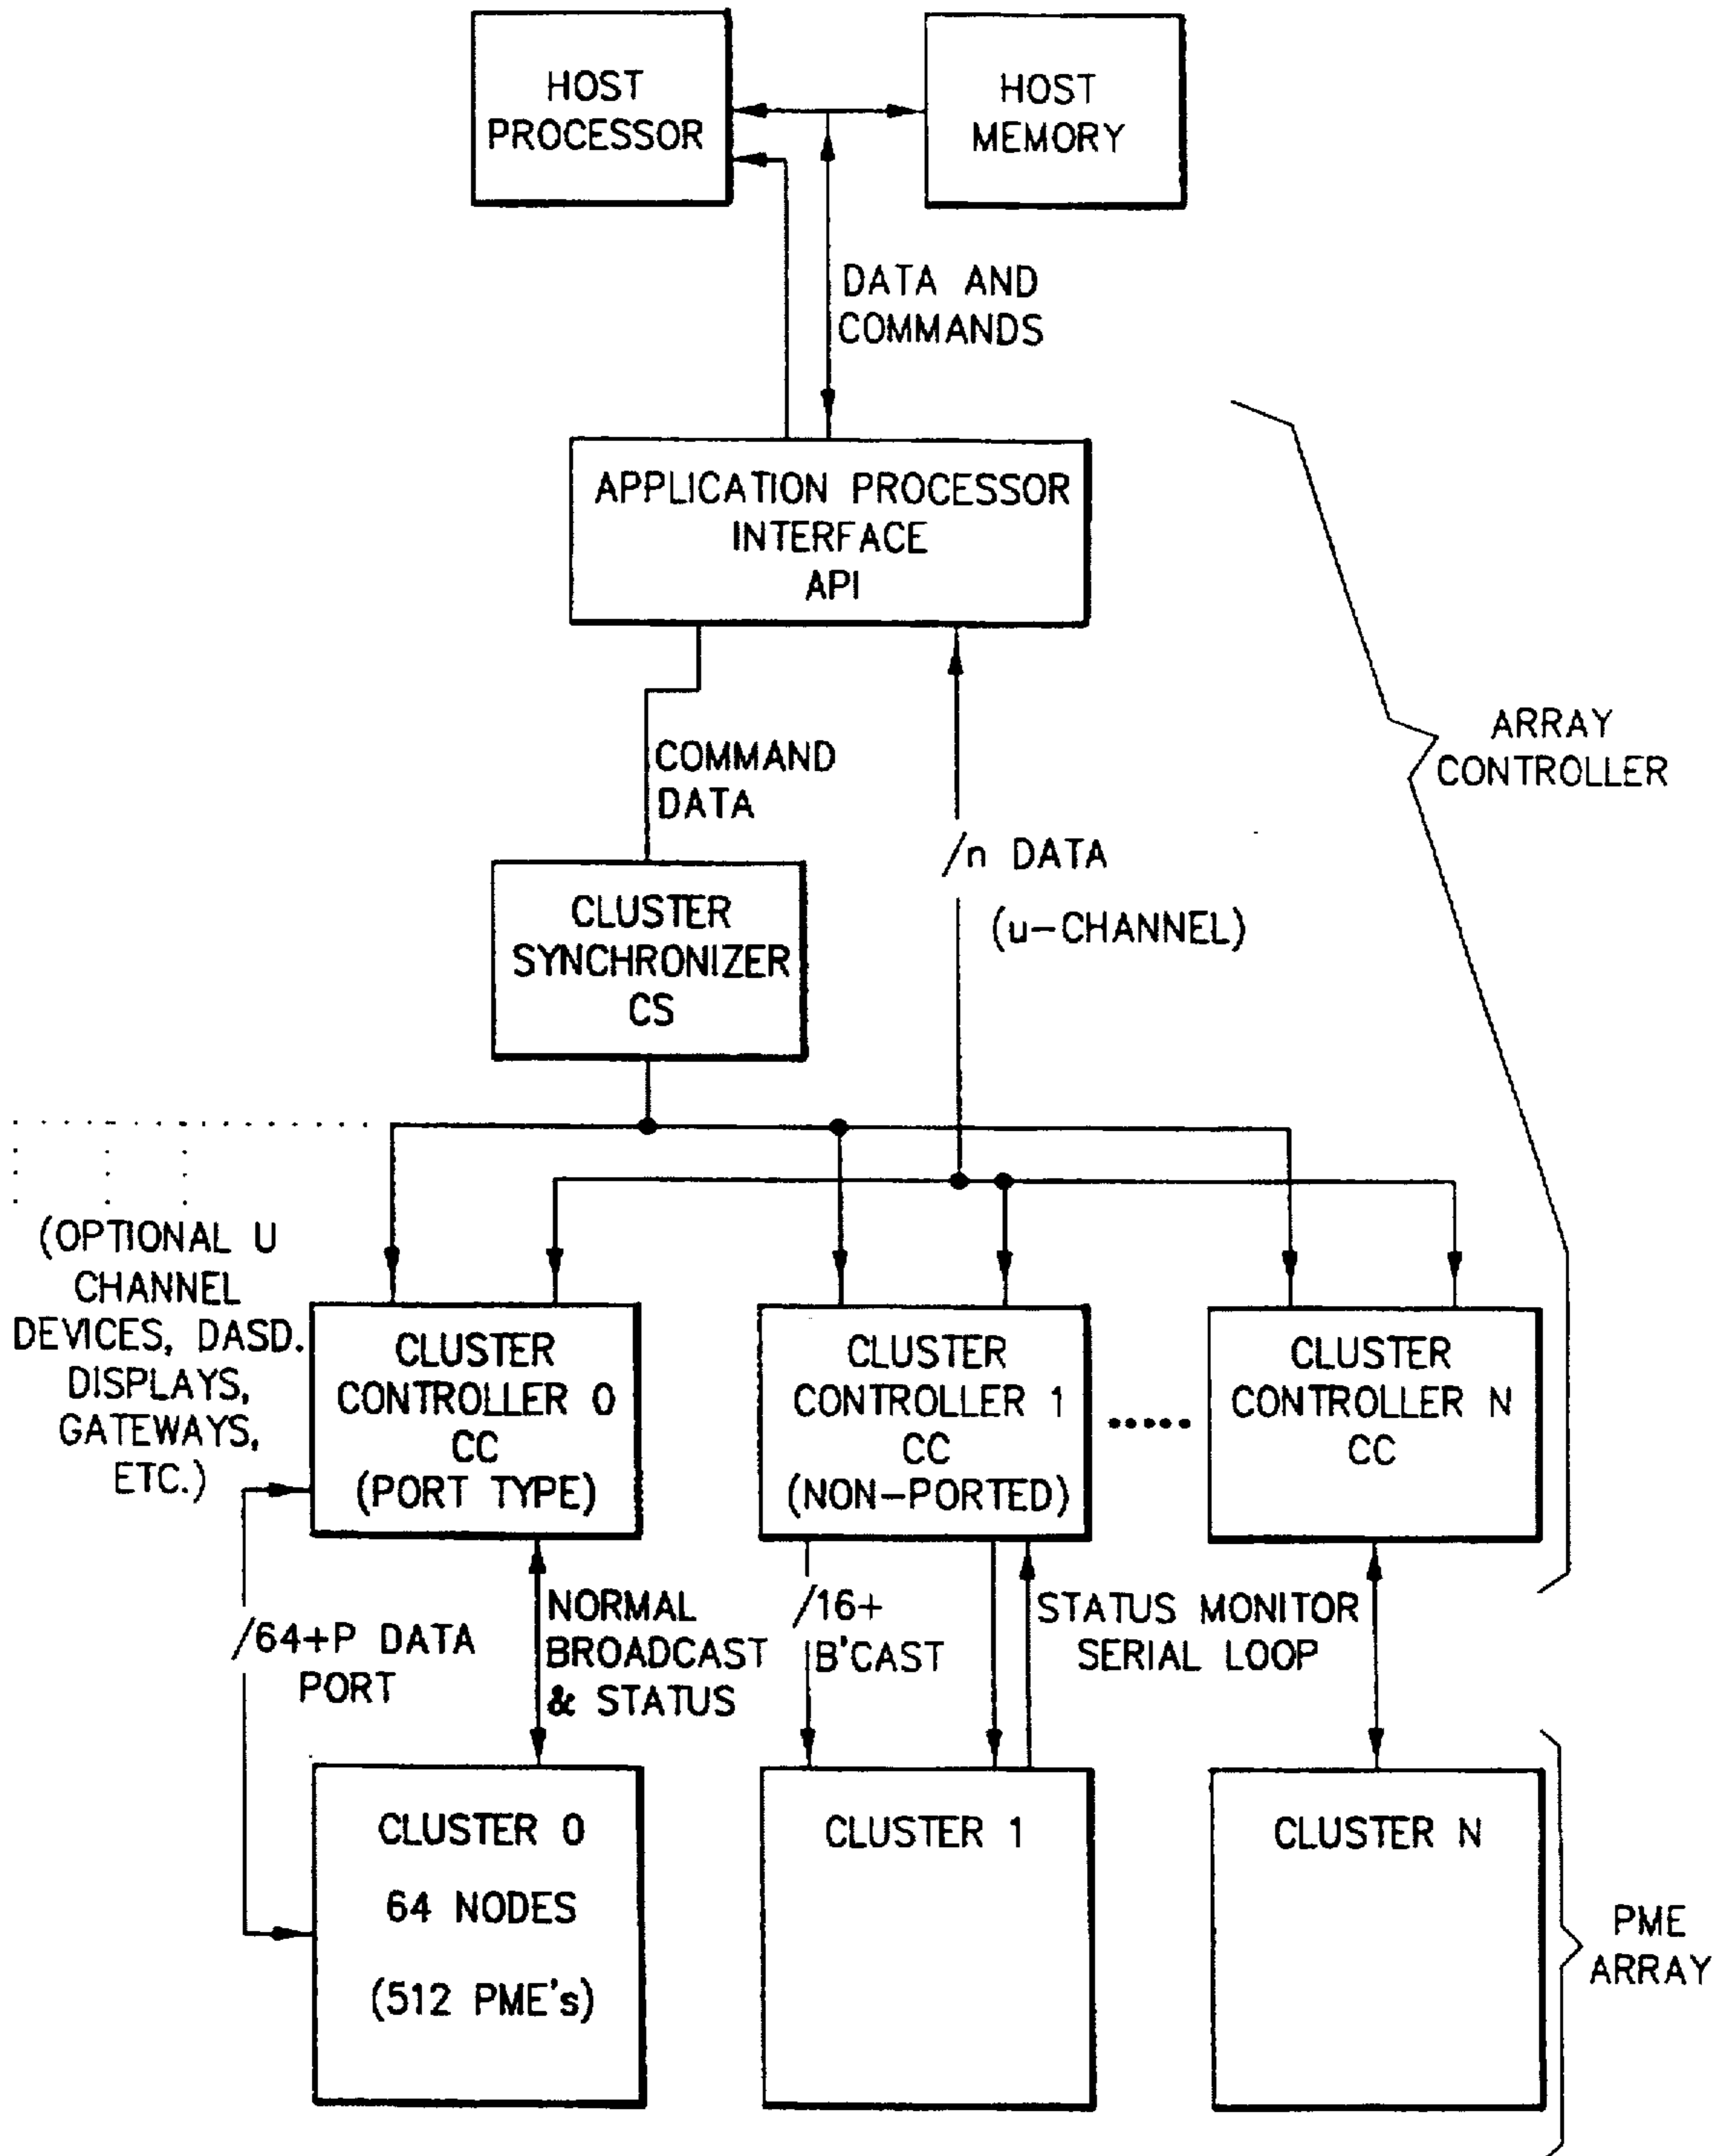 HOST
PROCESSOR
HOST
MEMORY
DATA AND
COMMANDS
APPLICATION PROCESSOR
INTERFACE
API
ARRAY
CONTROLLER
COMMAND
DATA
/n DATA
(u-CHANNEL)
CLUSTER
SYNCHRONIZER
CS
(OPTIONAL U
CHANNEL
DEVICES, DASD.
DISPLAYS,
GATEWAYS,
ETC.)
CLUSTER
CONTROLLER 0
CC
(PORT TYPE)
CLUSTER
CONTROLLER 1
CC
(NON-PORTED)
.....
CLUSTER
CONTROLLER N
CC
/64+P DATA
PORT
NORMAL
BROADCAST
& STATUS
/16+
B'CAST
STATUS MONITOR
SERIAL LOOP
CLUSTER 0
64 NODES
(512 PME's)
CLUSTER 1
CLUSTER N
PME
ARRAY